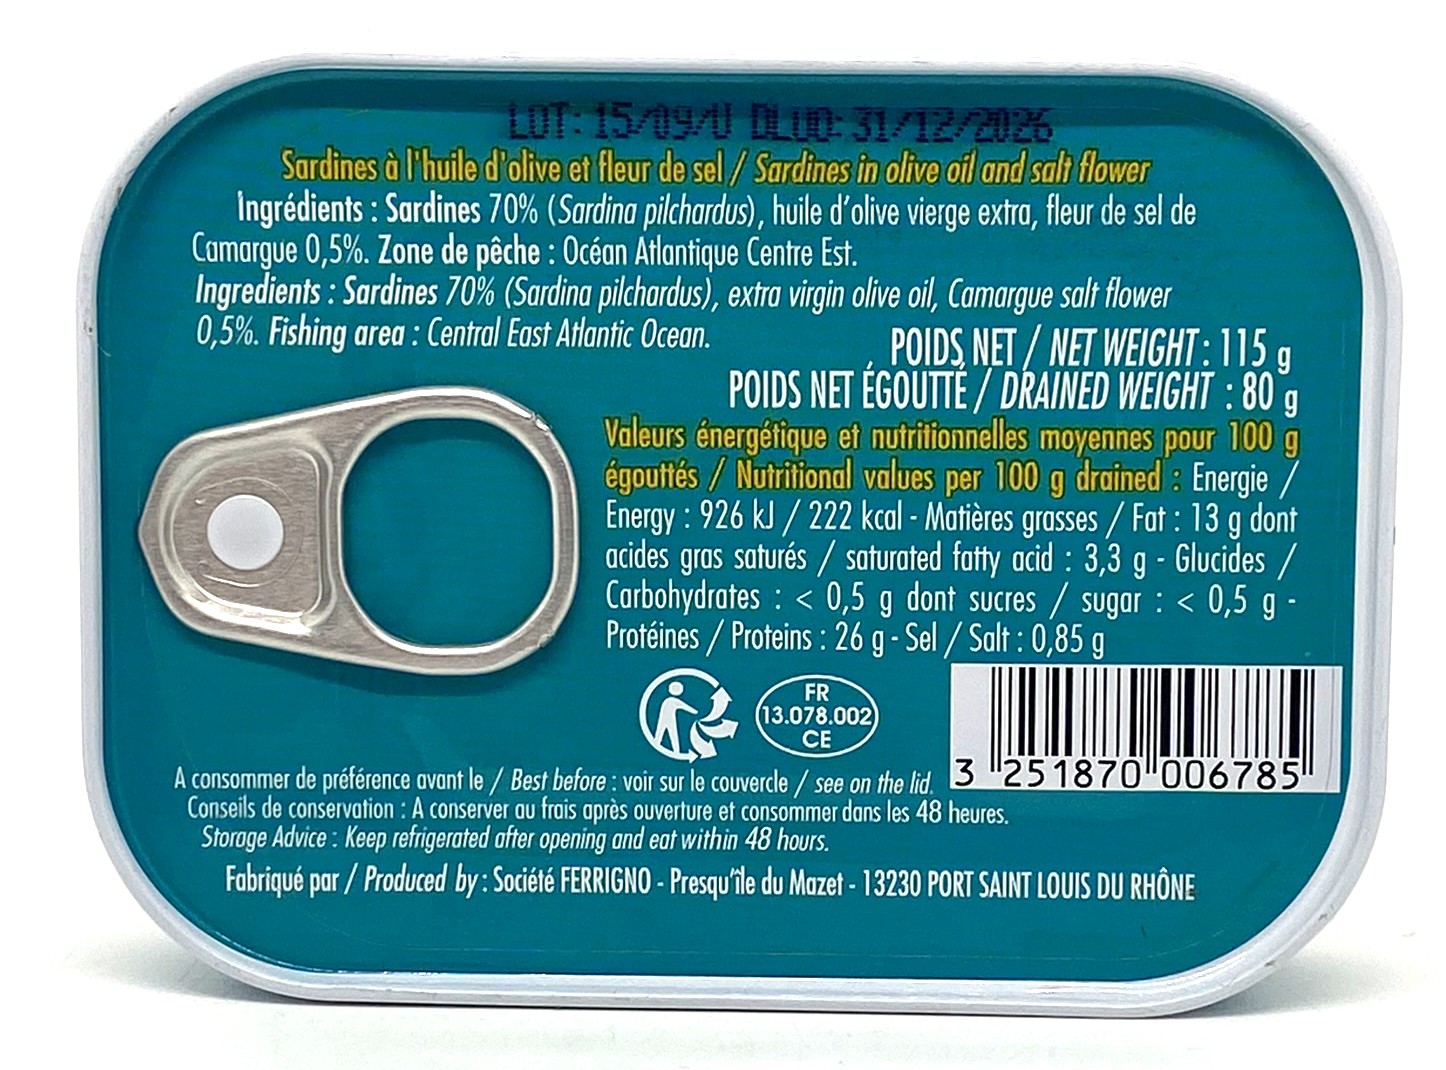 LOT: 15/09/U DLUO: 31/12/2026
Sardines à l'huile d'olive et fleur de sel / Sardines in olive oil and salt flower
Ingrédients : Sardines 70% (Sardina pilchardus), huile d'olive vierge extra, fleur de sel de
Camargue 0,5%. Zone de pêche : Océan Atlantique Centre Est.
Ingredients : Sardines 70% (Sardina pilchardus), extra virgin olive oil, Camargue salt flower
0,5%. Fishing area : Central East Atlantic Ocean.
POIDS NET / NET WEIGHT : 115 g
POIDS NET ÉGOUTTÉ / DRAINED WEIGHT : 80 g
Valeurs énergétique et nutritionnelles moyennes pour 100 g
égouttés / Nutritional values per 100 g drained : Energie /
Energy : 926 kJ / 222 kcal - Matières grasses / Fat : 13 g dont
acides gras saturés / saturated fatty acid : 3,3 g - Glucides /
Carbohydrates : < 0,5 g dont sucres / sugar : < 0,5 g -
Protéines / Proteins : 26 g - Sel / Salt : 0,85 g
FR
13.078.002
CE
3 251870 006785
A consommer de préférence avant le / Best before : voir sur le couvercle / see on the lid.
Conseils de conservation : A conserver au frais après ouverture et consommer dans les 48 heures.
Storage Advice : Keep refrigerated after opening and eat within 48 hours.
Fabriqué par / Produced by : Société FERRIGNO - Presqu'île du Mazet - 13230 PORT SAINT LOUIS DU RHÔNE